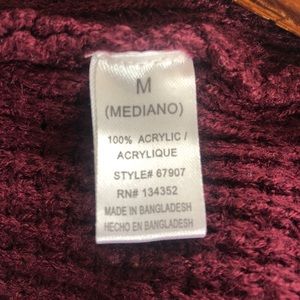 M
(MEDIANO)
100% ACRYLIC /
ACRYLIQUE
STYLE# 67907
RN# 134352
MADE IN BANGLADESH
HECHO EN BANGLADESH